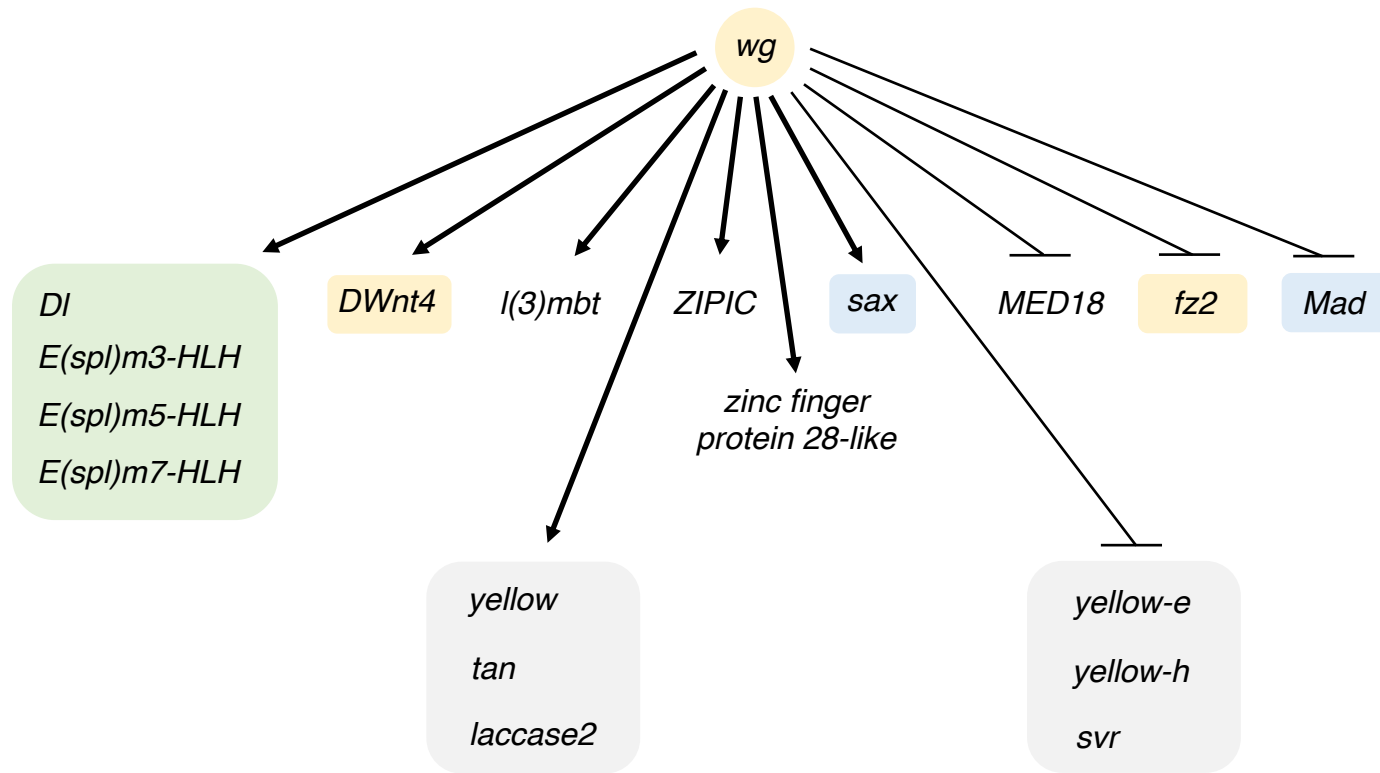 wg
Dl
E(spl)m3-HLH
E(spl)m5-HLH
E(spl)m7-HLH
DWnt4
l(3)mbt
ZIPIC
sax
MED18
fz2
Mad
zinc finger
protein 28-like
yellow
tan
laccase2
yellow-e
yellow-h
svr